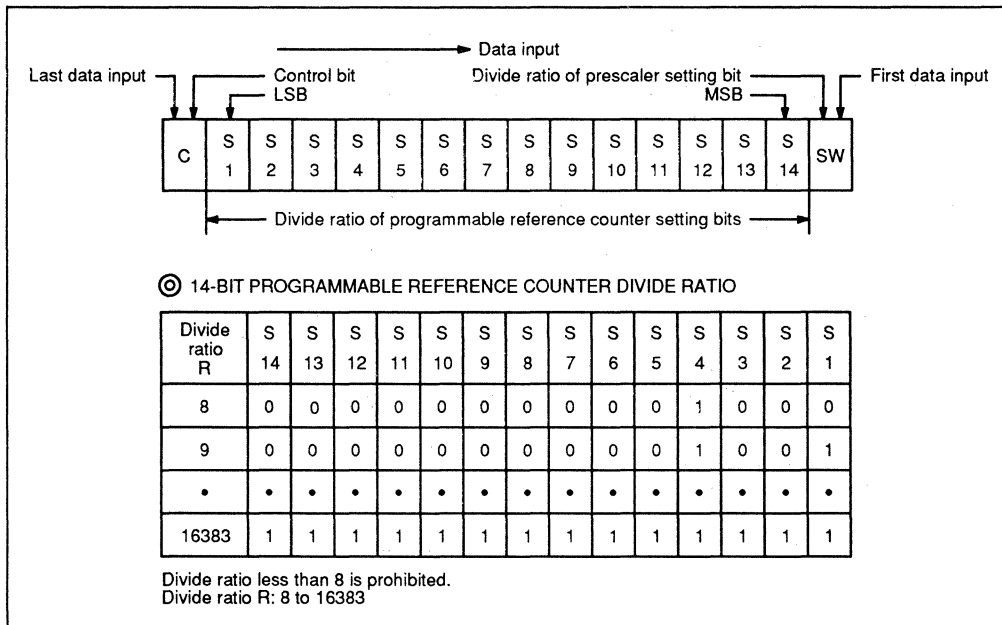 Data input
Last data input Control bit Divide ratio of prescaler setting bit First data input
LSB MSB
C S S S S S S S S S S S S S S SW
1 2 3 4 5 6 7 8 9 10 11 12 13 14
Divide ratio of programmable reference counter setting bits
14-BIT PROGRAMMABLE REFERENCE COUNTER DIVIDE RATIO
Divide ratio R S 14 S 13 S 12 S 11 S 10 S 9 S 8 S 7 S 6 S 5 S 4 S 3 S 2 S 1
8 0 0 0 0 0 0 0 0 0 0 1 0 0 0
9 0 0 0 0 0 0 0 0 0 0 1 0 0 1
• • • • • • • • • • • • • • •
16383 1 1 1 1 1 1 1 1 1 1 1 1 1 1
Divide ratio less than 8 is prohibited.
Divide ratio R: 8 to 16383